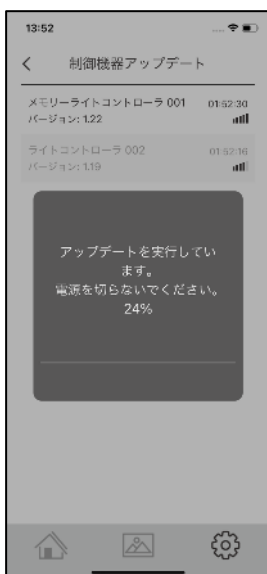 13:52
制御機器アップデート
メモリーライトコントローラ 001 01:52:30
バージョン: 1.22
ライトコントローラ 002 01:52:16
バージョン: 1.19
アップデートを実行してい
ます。
電源を切らないでください。
24%